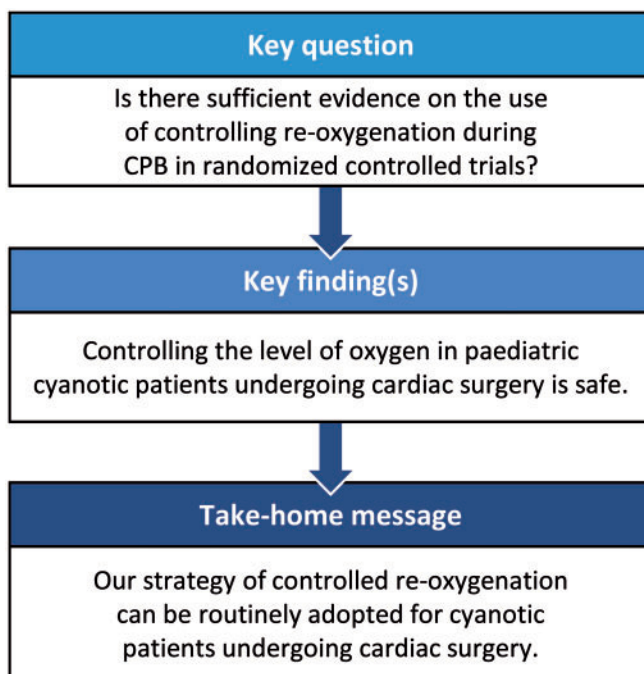 Key question
Is there sufficient evidence on the use
of controlling re-oxygenation during
CPB in randomized controlled trials?
Key finding(s)
Controlling the level of oxygen in paediatric
cyanotic patients undergoing cardiac surgery is safe.
Take-home message
Our strategy of controlled re-oxygenation
can be routinely adopted for cyanotic
patients undergoing cardiac surgery.